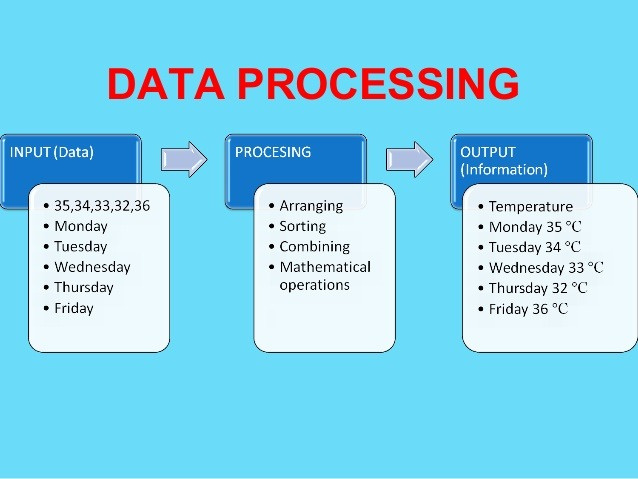 DATA PROCESSING
INPUT (Data)
• 35,34,33,32,36
• Monday
• Tuesday
• Wednesday
• Thursday
• Friday
PROCESING
• Arranging
• Sorting
• Combining
• Mathematical
operations
OUTPUT
(Information)
• Temperature
• Monday 35 °C
• Tuesday 34 °C
• Wednesday 33 °C
• Thursday 32 °C
• Friday 36 °C